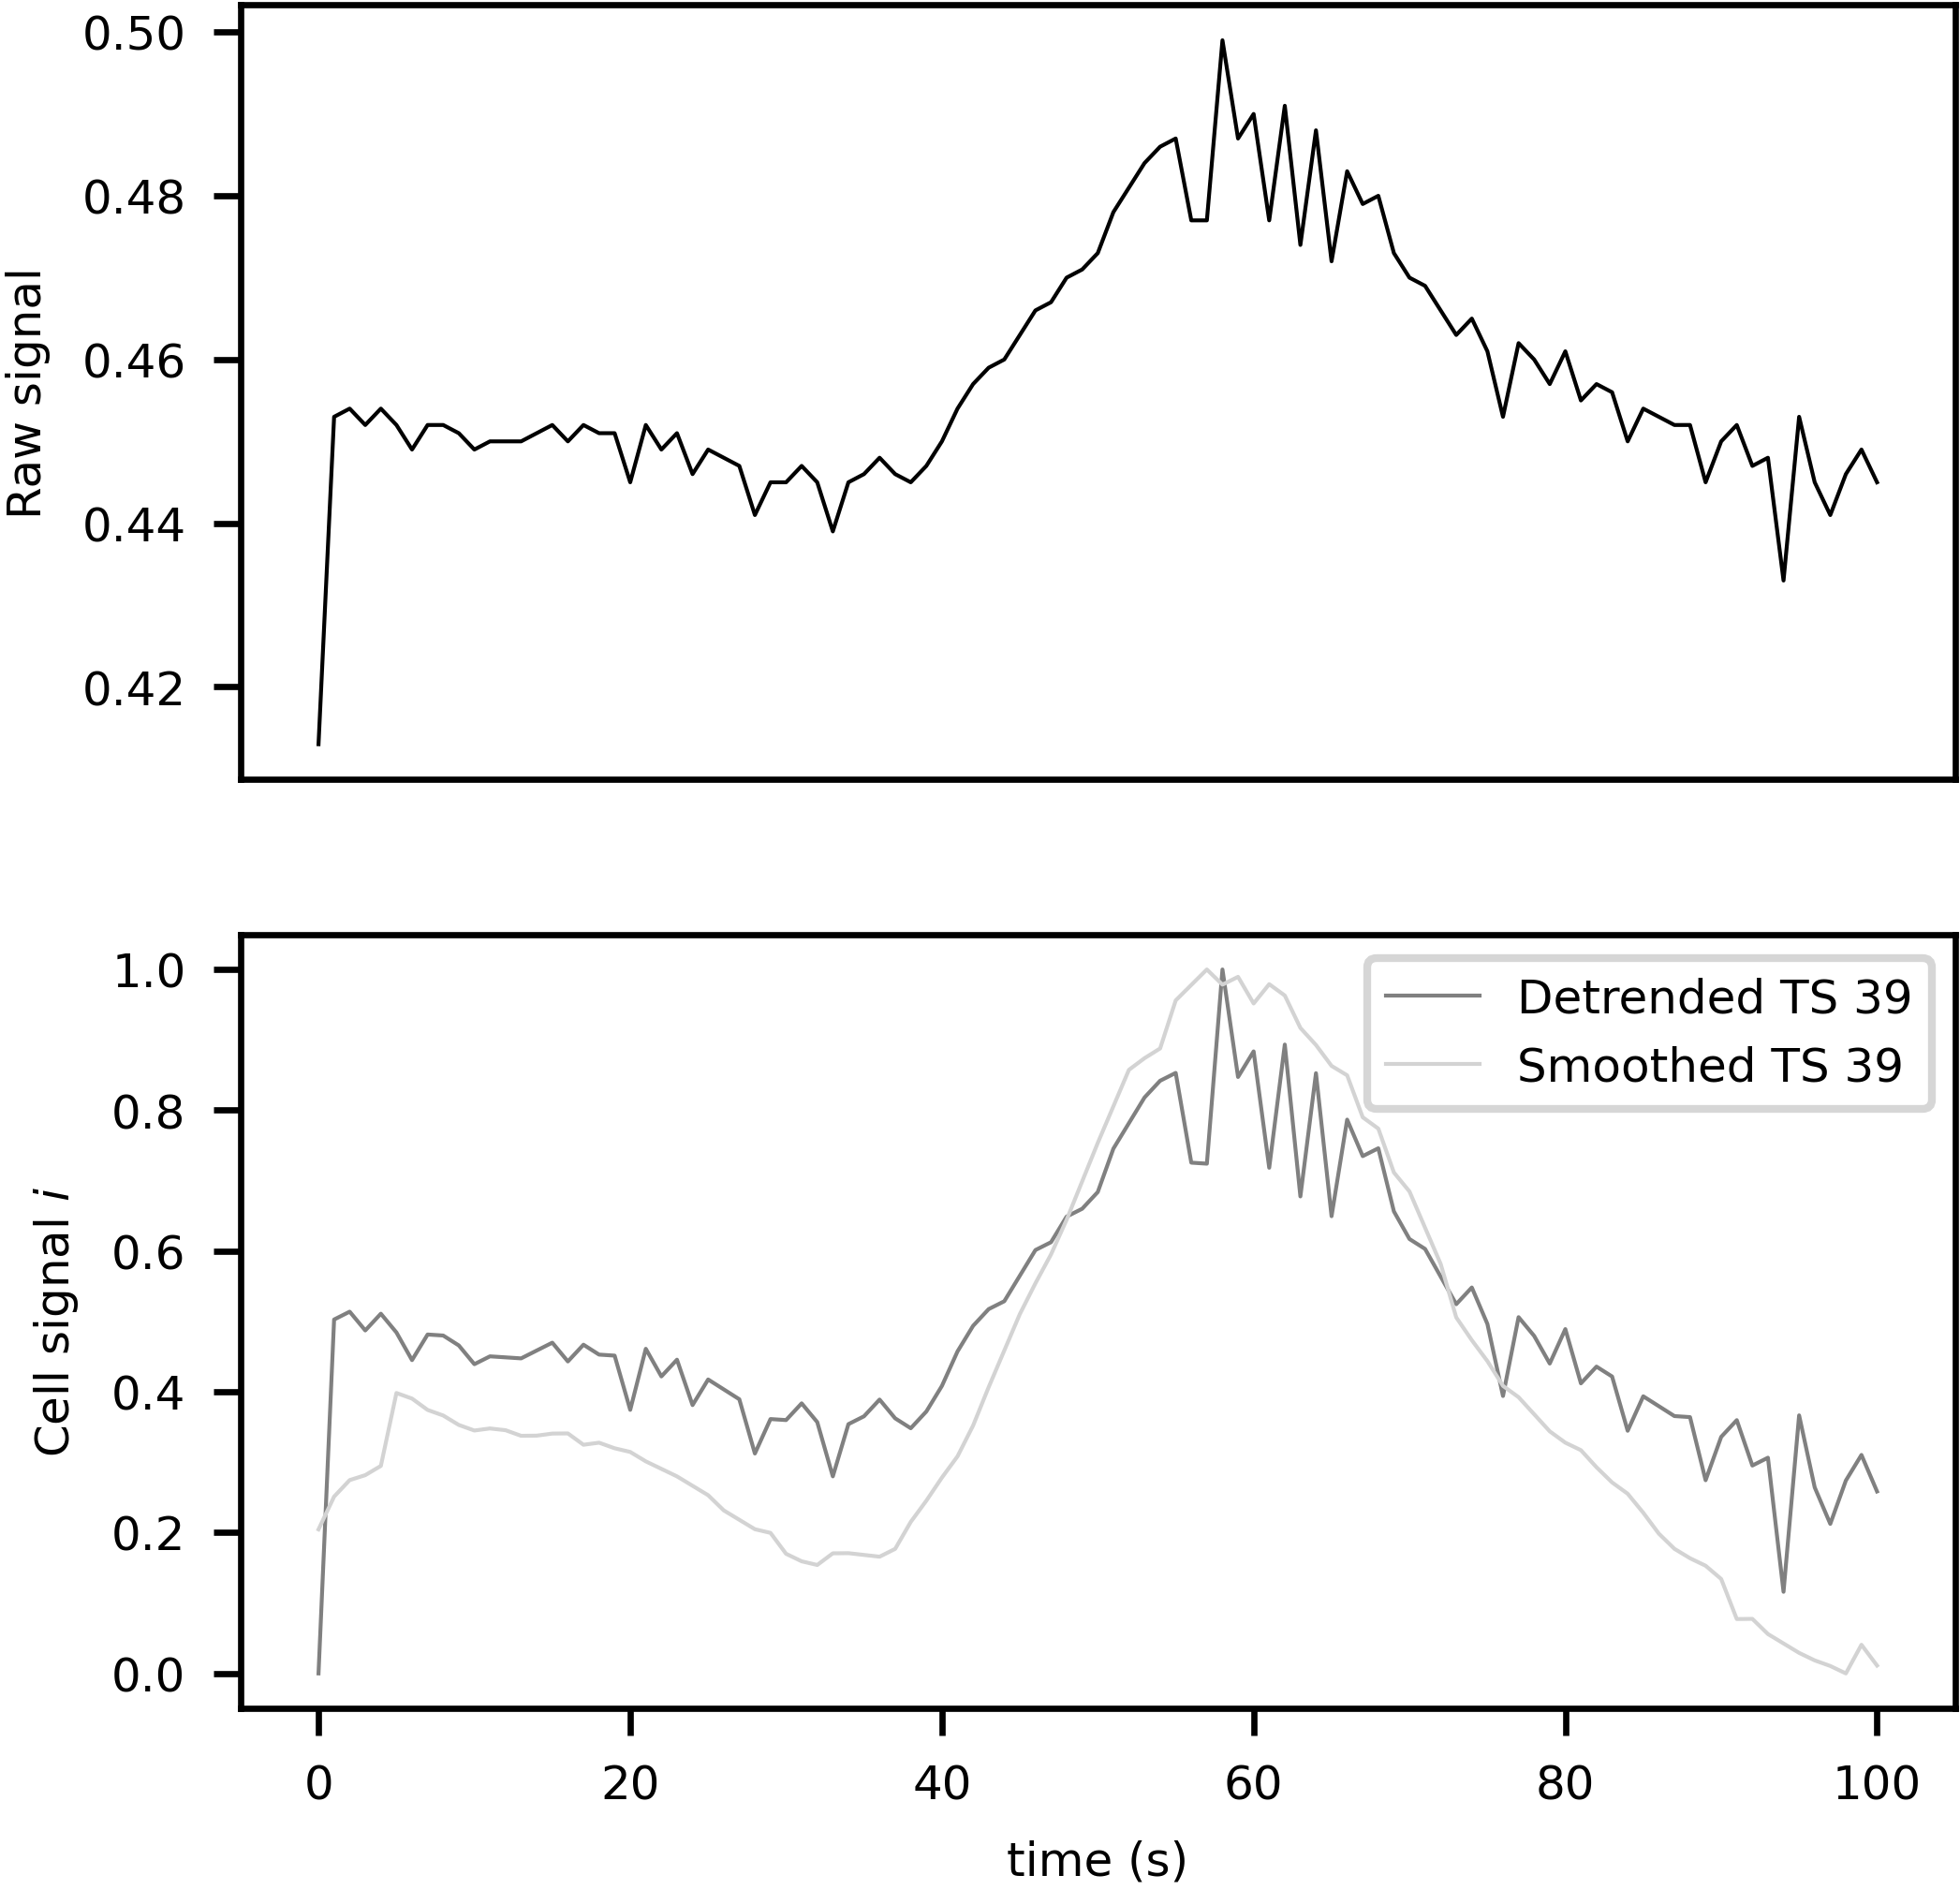 0.50
0.48
0.46
0.44
0.42
Raw signal
1.0
0.8
0.6
0.4
0.2
0.0
Cell signal i
Detrended TS 39
Smoothed TS 39
0 20 40 60 80 100
time (s)